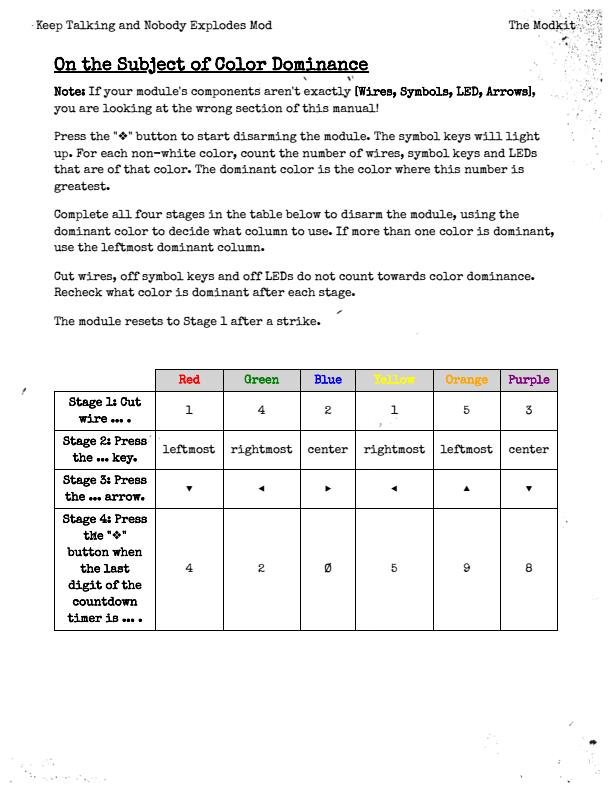 Keep Talking and Nobody Explodes Mod The Modkit
On the Subject of Color Dominance
Note: If your module's components aren't exactly [Wires, Symbols, LED, Arrows],
you are looking at the wrong section of this manual!
Press the "❖" button to start disarming the module. The symbol keys will light
up. For each non-white color, count the number of wires, symbol keys and LEDs
that are of that color. The dominant color is the color where this number is
greatest.
Complete all four stages in the table below to disarm the module, using the
dominant color to decide what column to use. If more than one color is dominant,
use the leftmost dominant column.
Cut wires, off symbol keys and off LEDs do not count towards color dominance.
Recheck what color is dominant after each stage.
The module resets to Stage 1 after a strike.
Red Green Blue Yellow Orange Purple
Stage 1: Cut
wire ... . 1 4 2 1 5 3
Stage 2: Press
the ... key. leftmost rightmost center rightmost leftmost center
Stage 3: Press
the ... arrow. ▼ ◄ ► ◄ ▲ ▼
Stage 4: Press
the "❖"
button when
the last
digit of the
countdown
timer is ... . 4 2 0 5 9 8